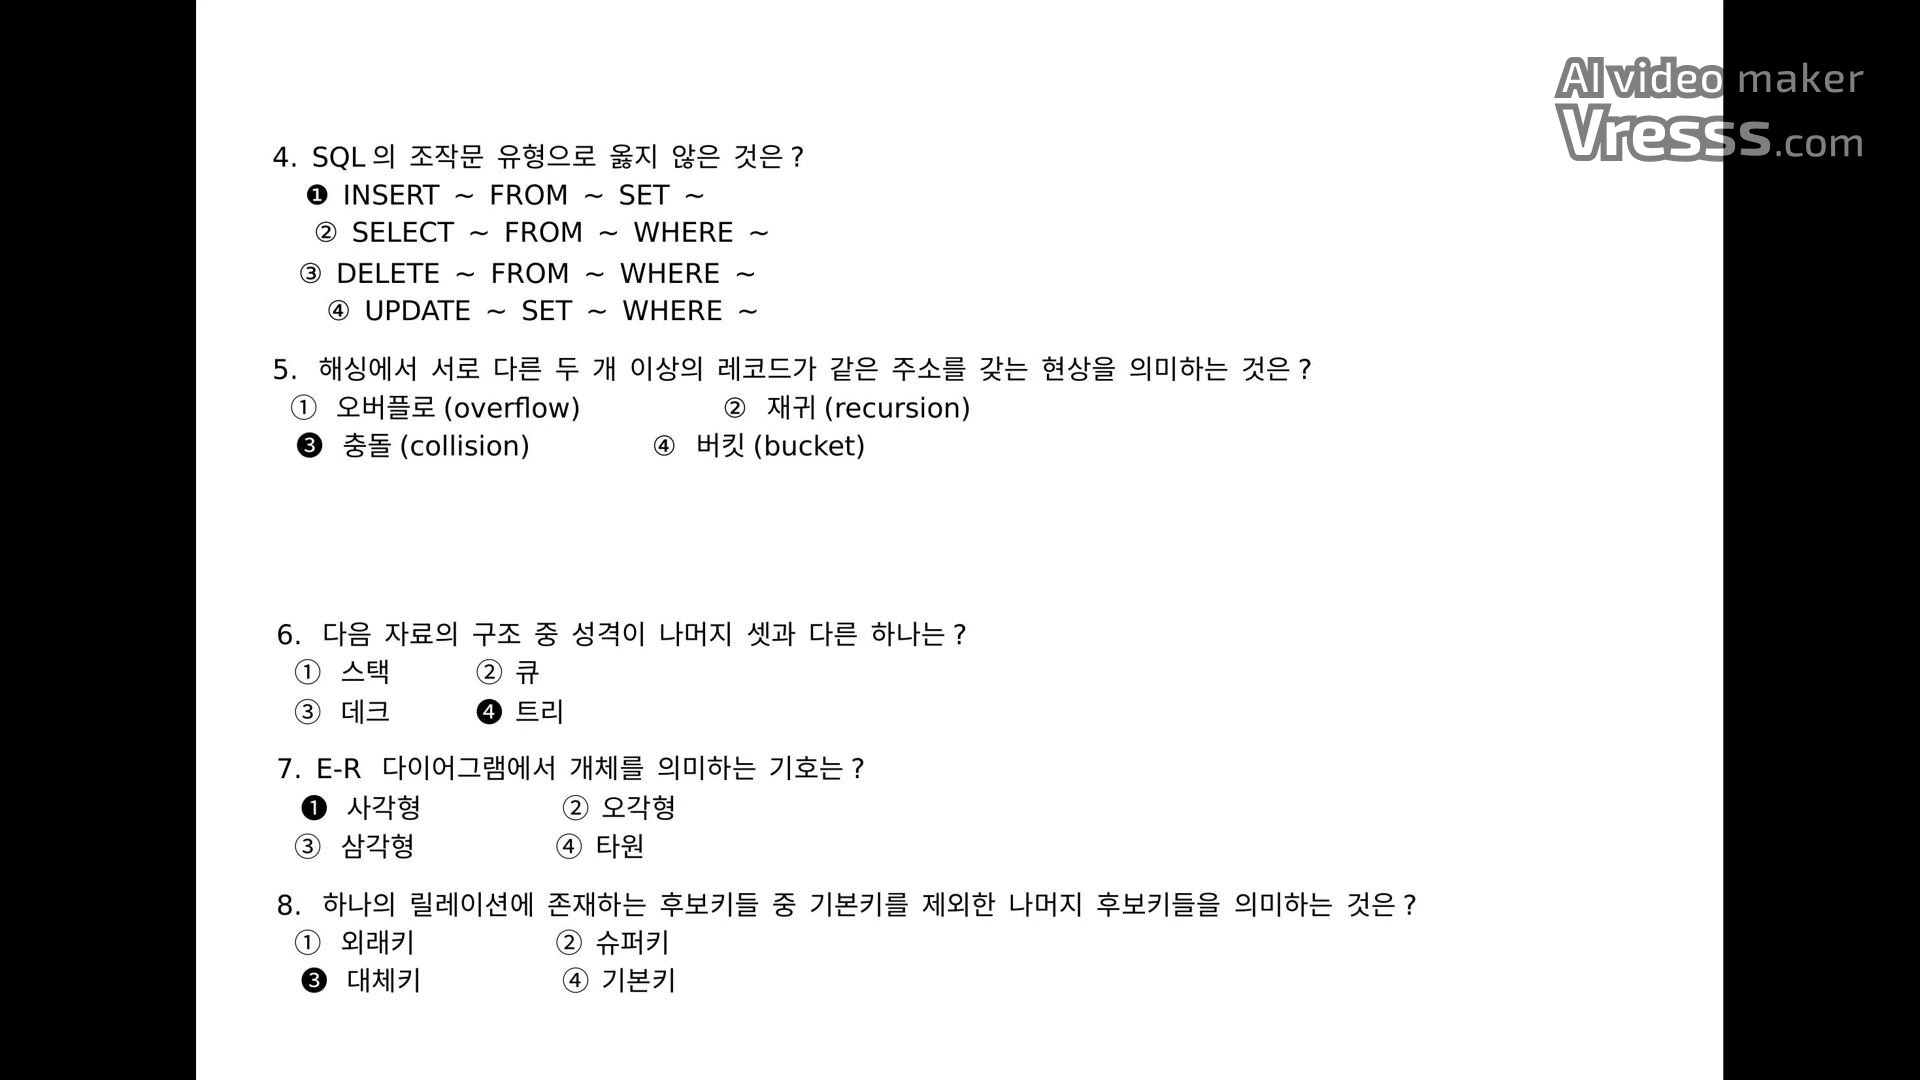 AI video maker
Vresss.com
4. SQL의 조작문 유형으로 옳지 않은 것은?
❶ INSERT ~ FROM ~ SET ~
② SELECT ~ FROM ~ WHERE ~
③ DELETE ~ FROM ~ WHERE ~
④ UPDATE ~ SET ~ WHERE ~
5. 해싱에서 서로 다른 두 개 이상의 레코드가 같은 주소를 갖는 현상을 의미하는 것은?
① 오버플로(overflow) ② 재귀(recursion)
❸ 충돌(collision) ④ 버킷(bucket)
6. 다음 자료의 구조 중 성격이 나머지 셋과 다른 하나는?
① 스택 ② 큐
③ 데크 ❹ 트리
7. E-R 다이어그램에서 개체를 의미하는 기호는?
❶ 사각형 ② 오각형
③ 삼각형 ④ 타원
8. 하나의 릴레이션에 존재하는 후보키들 중 기본키를 제외한 나머지 후보키들을 의미하는 것은?
① 외래키 ② 슈퍼키
❸ 대체키 ④ 기본키